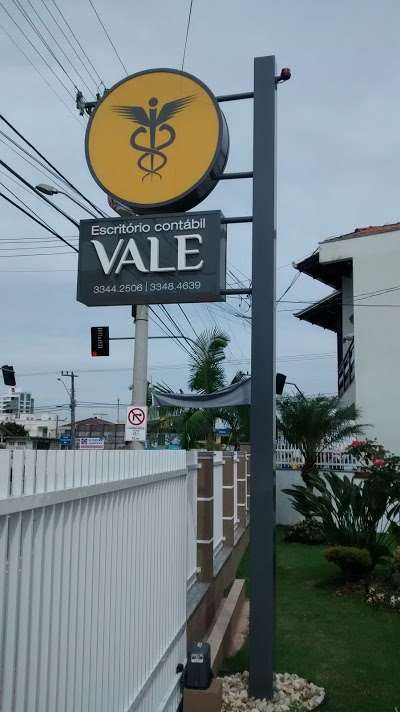 Escritório contábil
VALE
3344.2506 | 3348.4639